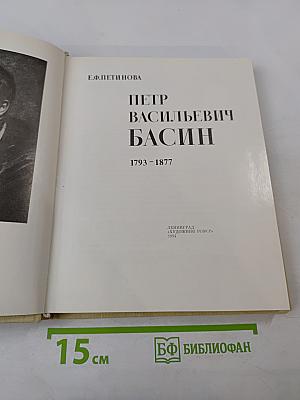 Е.Ф.ПЕТИНОВА
ПЕТР
ВАСИЛЬЕВИЧ
БАСИН
1793–1877
ЛЕНИНГРАД
«ХУДОЖНИК РСФСР»
1984
15 см
БФ БИБЛИОФАН